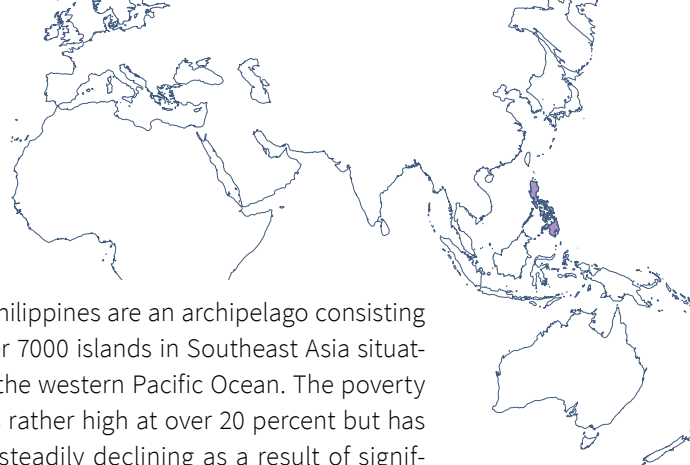 hilippines are an archipelago consisting
r 7000 islands in Southeast Asia situat-
the western Pacific Ocean. The poverty
rather high at over 20 percent but has
steadily declining as a result of signif-